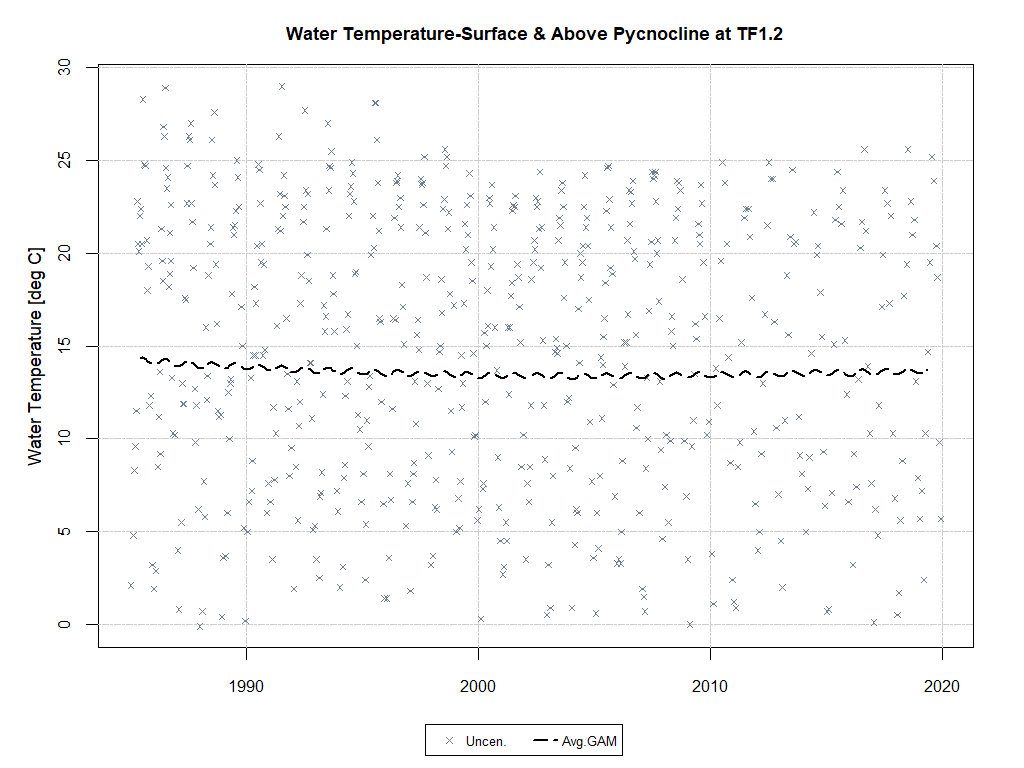 Water Temperature-Surface & Above Pycnocline at TF1.2
Water Temperature [deg C]
30
25
20
15
10
5
0
1990
2000
2010
2020
Uncen.
Avg.GAM